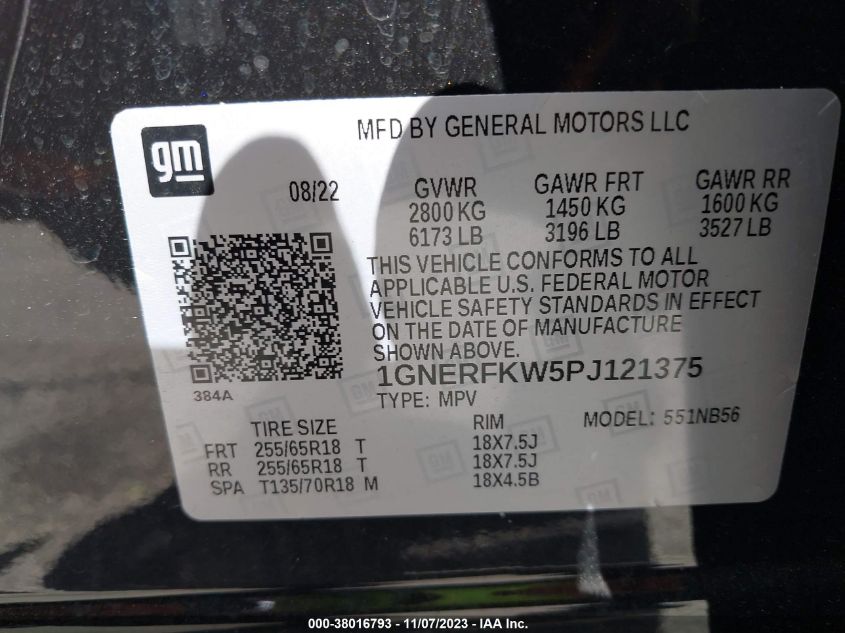 MFD BY GENERAL MOTORS LLC
gm
08/22
GVWR GAWR FRT GAWR RR
2800 KG 1450 KG 1600 KG
6173 LB 3196 LB 3527 LB
THIS VEHICLE CONFORMS TO ALL
APPLICABLE U.S. FEDERAL MOTOR
VEHICLE SAFETY STANDARDS IN EFFECT
ON THE DATE OF MANUFACTURE
SHOWN ABOVE.
1GNERFKW5PJ121375
384A
TYPE: MPV
MODEL: 551NB56
TIRE SIZE RIM
FRT 255/65R18 T 18X7.5J
RR 255/65R18 T 18X7.5J
SPA T135/70R18 M 18X4.5B
000-38016793 - 11/07/2023 - IAA Inc.